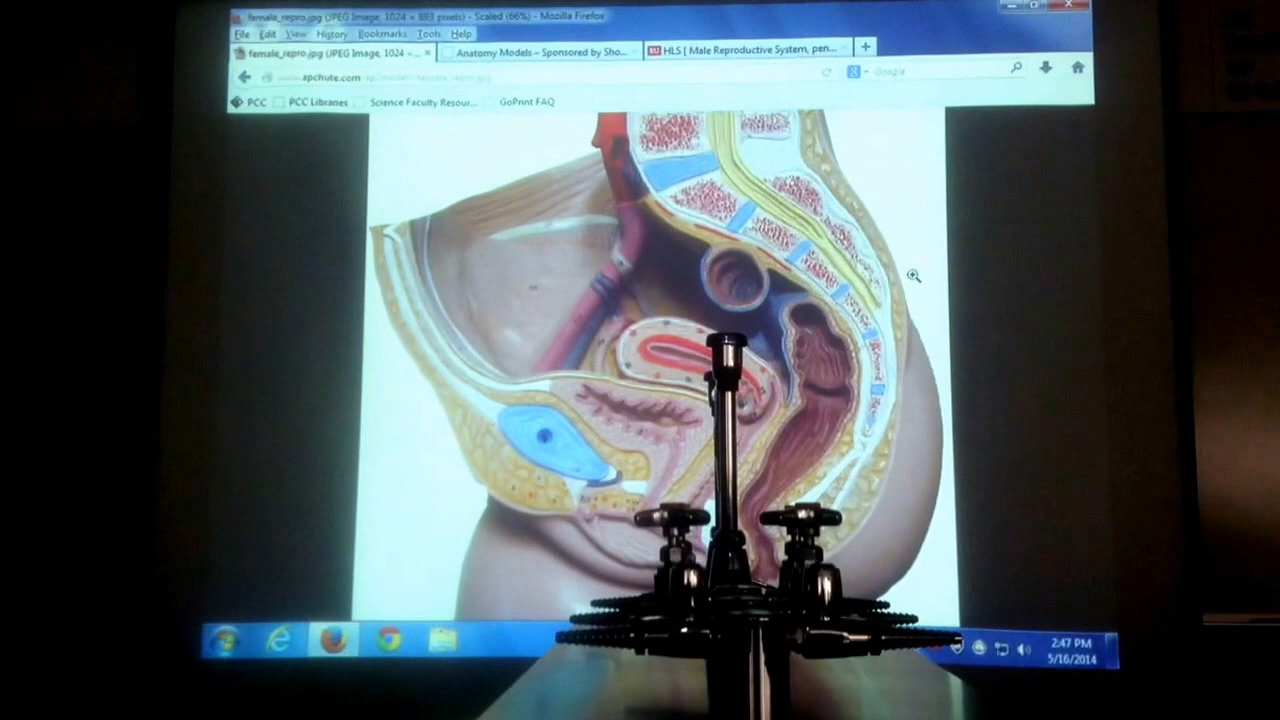 female_repro.jpg (JPEG Image, 1024 × 893 pixels) - Scaled (66%) - Mozilla Firefox
File Edit View History Bookmarks Tools Help
female_repro.jpg (JPEG Image, 1024 ×... × Anatomy Models – Sponsored by Sho... × HLS [ Male Reproductive System, pen... × +
www.apchute.com Google
PCC PCC Libraries Science Faculty Resour... GoPrint FAQ
2:47 PM
5/16/2014